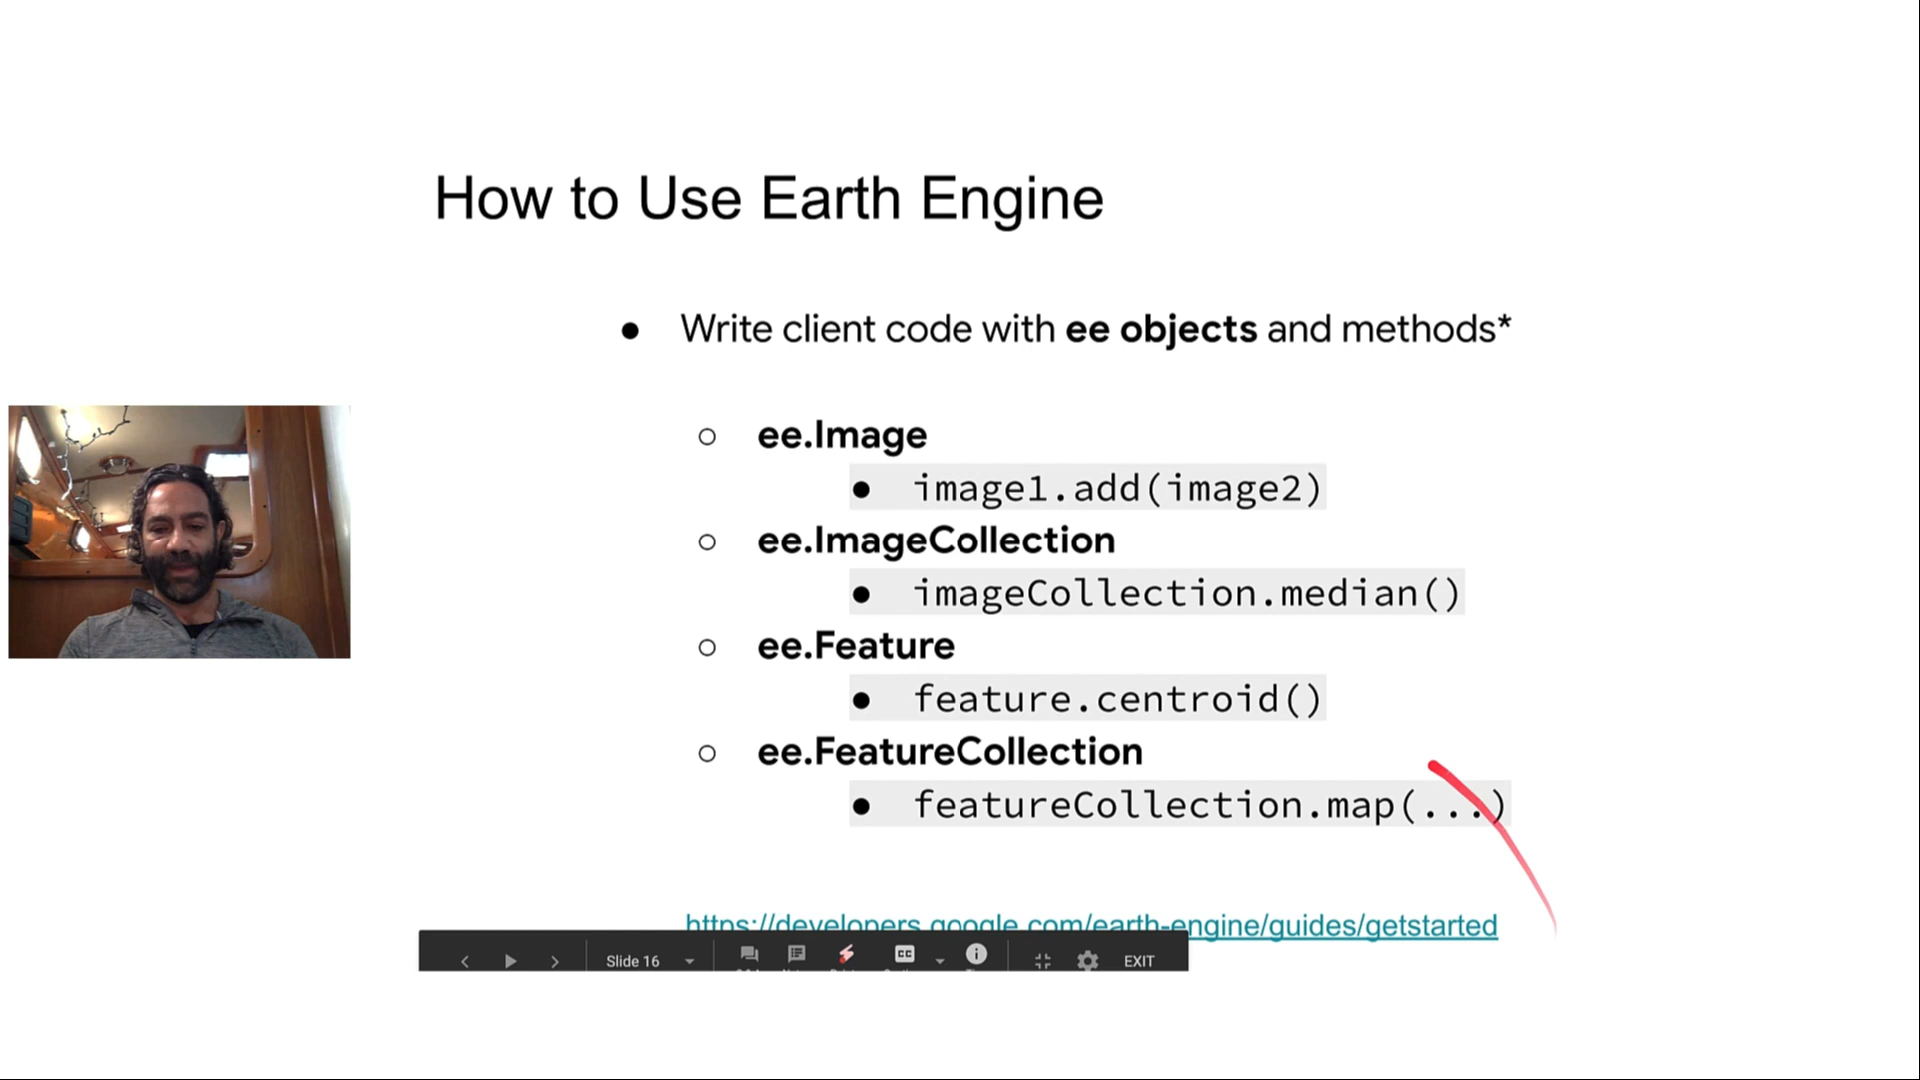 How to Use Earth Engine
● Write client code with ee objects and methods*
○ ee.Image
● image1.add(image2)
○ ee.ImageCollection
● imageCollection.median()
○ ee.Feature
● feature.centroid()
○ ee.FeatureCollection
● featureCollection.map(...)
https://developers.google.com/earth-engine/guides/getstarted
Slide 16
CC
EXIT